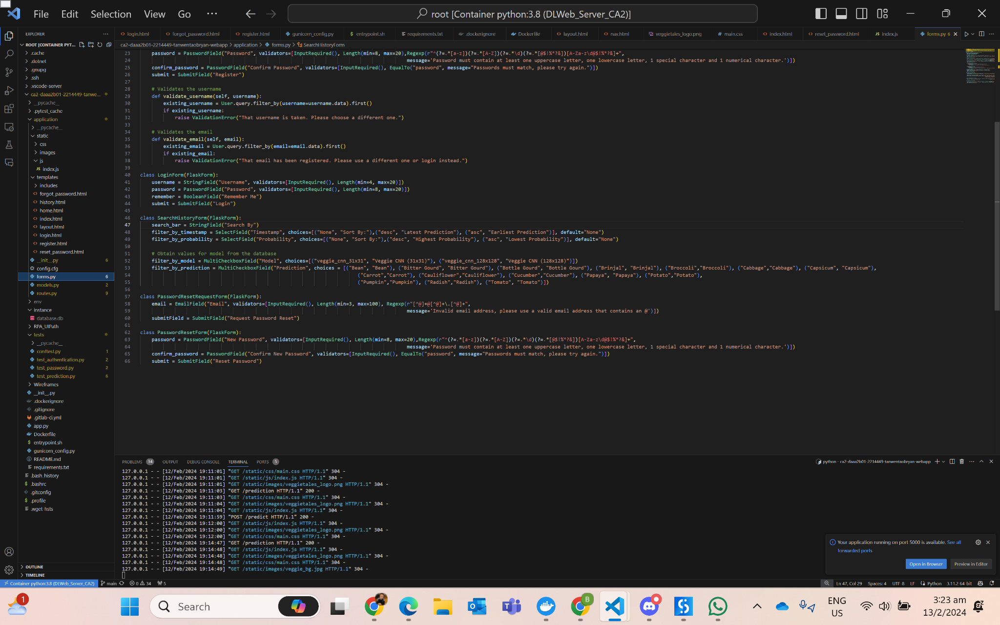 File Edit Selection View Go ··· root [Container python:3.8 (DLWeb_Server_CA2)]
EXPLORER ···
login.html forgot_password.html register.html gunicorn_config.py entrypoint.sh requirements.txt .dockerignore Dockerfile layout.html nav.html veggietales_logo.png main.css index.html reset_password.html index.js forms.py 6
ROOT [CONTAINER PYT...
ca2-daaa2b01-2214449-tanwentaobryan-webapp > application > forms.py > SearchHistoryForm
.cache
.dotnet
.gnupg
.ssh
.vscode-server
ca2-daaa2b01-2214449-tanwe...
__pycache__
.pytest_cache
application
__pycache__
static
css
images
js
index.js
templates
includes
forgot_password.html
history.html
home.html
index.html
layout.html
login.html
register.html
reset_password.html
__init__.py 6
config.cfg
forms.py 6
models.py 2
routes.py 9
env
instance
database.db
RPA_UIPath
tests
__pycache__
conftest.py 1
test_authentication.py 2
test_password.py 2
test_prediction.py 6
Wireframes
__init__.py
.dockerignore
.gitignore
.gitlab-ci.yml
app.py
Dockerfile
entrypoint.sh
gunicorn_config.py
README.md
requirements.txt
.bash_history
.bashrc
.gitconfig
.profile
.wget-hsts
OUTLINE
TIMELINE
23 password = PasswordField("Password", validators=[InputRequired(), Length(min=8, max=20),Regexp(r"^(?=.*[a-z])(?=.*[A-Z])(?=.*\d)(?=.*[@$!%*?&])[A-Za-z\d@$!%*?&]+",
24 message='Password must contain at least one uppercase letter, one lowercase letter, 1 special character and 1 numerical character.')])
25 confirm_password = PasswordField("Confirm Password", validators=[InputRequired(), EqualTo("password", message="Passwords must match, please try again.")])
26 submit = SubmitField("Register")
27
28 # Validates the username
29 def validate_username(self, username):
30 existing_username = User.query.filter_by(username=username.data).first()
31 if existing_username:
32 raise ValidationError("That username is taken. Please choose a different one.")
33
34 # Validates the email
35 def validate_email(self, email):
36 existing_email = User.query.filter_by(email=email.data).first()
37 if existing_email:
38 raise ValidationError("That email has been registered. Please use a different one or login instead.")
39
40 class LoginForm(FlaskForm):
41 username = StringField("Username", validators=[InputRequired(), Length(min=4, max=20)])
42 password = PasswordField("Password", validators=[InputRequired(), Length(min=8, max=20)])
43 remember = BooleanField("Remember Me")
44 submit = SubmitField("Login")
45
46 class SearchHistoryForm(FlaskForm):
47 search_bar = StringField("Search By")
48 filter_by_timestamp = SelectField("Timestamp", choices=[("None", "Sort By:"),("desc", "Latest Prediction"), ("asc", "Earliest Prediction")], default="None")
49 filter_by_probability = SelectField("Probability", choices=[("None", "Sort By:"),("desc", "Highest Probability"), ("asc", "Lowest Probability")], default="None")
50
51 # Obtain values for model from the database
52 filter_by_model = MultiCheckboxField("Model", choices=[("veggie_cnn_31x31", "Veggie CNN (31x31)"), ("veggie_cnn_128x128", "Veggie CNN (128x128)")])
53 filter_by_prediction = MultiCheckboxField("Prediction", choices = [("Bean", "Bean"), ("Bitter Gourd", "Bitter Gourd"), ("Bottle Gourd", "Bottle Gourd"), ("Brinjal", "Brinjal"), ("Broccoli","Broccoli"), ("Cabbage","Cabbage"), ("Capsicum", "Capsicum"),
54 ("Carrot","Carrot"), ("Cauliflower","Cauliflower"), ("Cucumber","Cucumber"), ("Papaya", "Papaya"), ("Potato","Potato"),
55 ("Pumpkin","Pumpkin"), ("Radish","Radish"), ("Tomato", "Tomato")])
56
57 class PasswordResetRequestForm(FlaskForm):
58 email = EmailField("Email", validators=[InputRequired(), Length(min=3, max=100), Regexp(r"[^@]+@[^@]+\.[^@]+",
59 message='Invalid email address, please use a valid email address that contains an @')])
60 submitField = SubmitField("Request Password Reset")
61
62 class PasswordResetForm(FlaskForm):
63 password = PasswordField("New Password", validators=[InputRequired(), Length(min=8, max=20),Regexp(r"^(?=.*[a-z])(?=.*[A-Z])(?=.*\d)(?=.*[@$!%*?&])[A-Za-z\d@$!%*?&]+",
64 message='Password must contain at least one uppercase letter, one lowercase letter, 1 special character and 1 numerical character.')])
65 confirm_password = PasswordField("Confirm New Password", validators=[InputRequired(), EqualTo("password", message="Passwords must match, please try again.")])
66 submit = SubmitField("Reset Password")
PROBLEMS 34 OUTPUT DEBUG CONSOLE TERMINAL PORTS 5 python - ca2-daaa2b01-2214449-tanwentaobryan-webapp
127.0.0.1 - - [12/Feb/2024 19:11:01] "GET /static/css/main.css HTTP/1.1" 304 -
127.0.0.1 - - [12/Feb/2024 19:11:01] "GET /static/js/index.js HTTP/1.1" 304 -
127.0.0.1 - - [12/Feb/2024 19:11:01] "GET /static/images/veggietales_logo.png HTTP/1.1" 304 -
127.0.0.1 - - [12/Feb/2024 19:11:03] "GET /prediction HTTP/1.1" 200 -
127.0.0.1 - - [12/Feb/2024 19:11:03] "GET /static/css/main.css HTTP/1.1" 304 -
127.0.0.1 - - [12/Feb/2024 19:11:04] "GET /static/images/veggietales_logo.png HTTP/1.1" 304 -
127.0.0.1 - - [12/Feb/2024 19:11:04] "GET /static/js/index.js HTTP/1.1" 304 -
127.0.0.1 - - [12/Feb/2024 19:11:59] "POST /predict HTTP/1.1" 200 -
127.0.0.1 - - [12/Feb/2024 19:12:00] "GET /static/js/index.js HTTP/1.1" 304 -
127.0.0.1 - - [12/Feb/2024 19:12:00] "GET /static/images/veggietales_logo.png HTTP/1.1" 304 -
127.0.0.1 - - [12/Feb/2024 19:12:00] "GET /static/css/main.css HTTP/1.1" 304 -
127.0.0.1 - - [12/Feb/2024 19:14:47] "GET /prediction HTTP/1.1" 200 -
127.0.0.1 - - [12/Feb/2024 19:14:48] "GET /static/js/index.js HTTP/1.1" 304 -
127.0.0.1 - - [12/Feb/2024 19:14:48] "GET /static/images/veggietales_logo.png HTTP/1.1" 304 -
127.0.0.1 - - [12/Feb/2024 19:14:48] "GET /static/css/main.css HTTP/1.1" 304 -
127.0.0.1 - - [12/Feb/2024 19:14:49] "GET /static/images/veggie_bg.jpg HTTP/1.1" 304 -
Your application running on port 5000 is available. See all
forwarded ports
Open in Browser Preview in Editor
Container python:3.8 (DLWeb_Server_CA2) main 0 34 5 Ln 47, Col 29 Spaces: 4 UTF-8 LF Python 3.11.2 64-bit
1 Search B ENG
US
3:23 am
13/2/2024